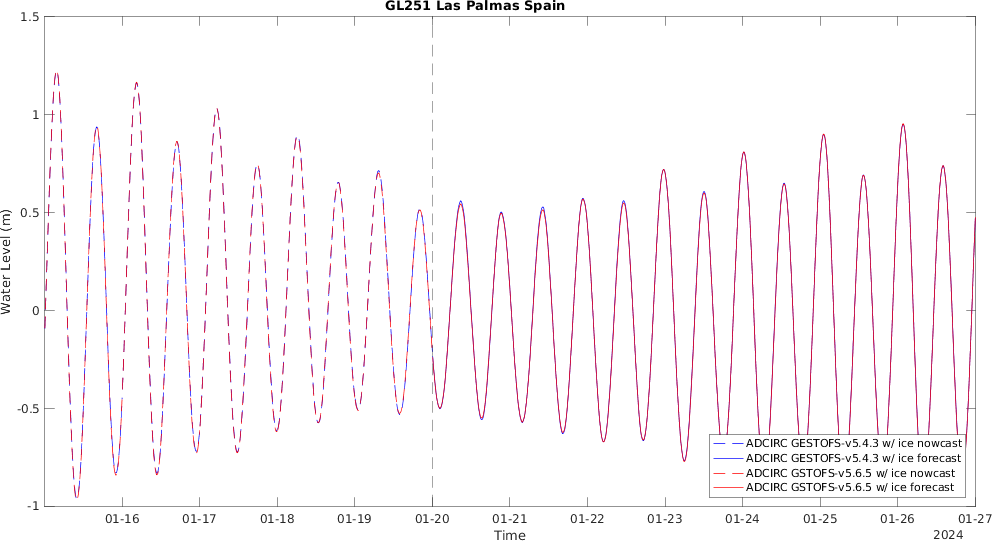 GL251 Las Palmas Spain
1.5
1
0.5
0
-0.5
-1
Water Level (m)
01-16 01-17 01-18 01-19 01-20 01-21 01-22 01-23 01-24 01-25 01-26 01-27
Time
2024
ADCIRC GESTOFS-v5.4.3 w/ ice nowcast
ADCIRC GESTOFS-v5.4.3 w/ ice forecast
ADCIRC GSTOFS-v5.6.5 w/ ice nowcast
ADCIRC GSTOFS-v5.6.5 w/ ice forecast